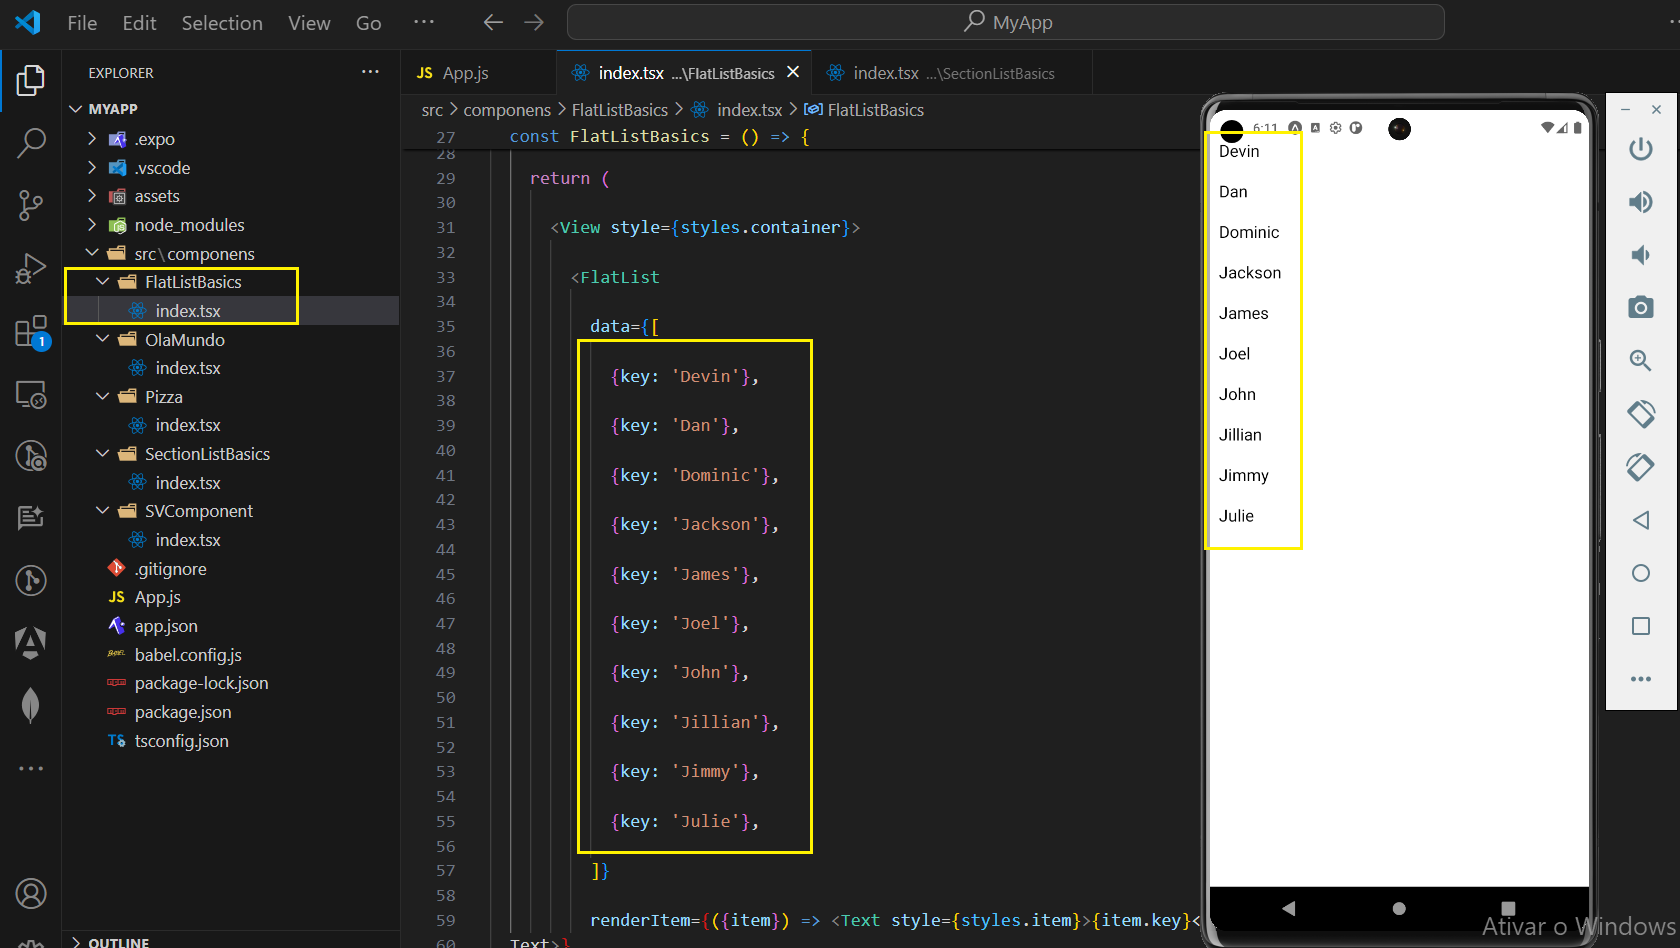 File Edit Selection View Go ···
MyApp
EXPLORER ···
MYAPP
.expo
.vscode
assets
node_modules
src\componens
FlatListBasics
index.tsx
OlaMundo
index.tsx
Pizza
index.tsx
SectionListBasics
index.tsx
SVComponent
index.tsx
.gitignore
JS App.js
app.json
babel.config.js
package-lock.json
package.json
TS tsconfig.json
OUTLINE
1
JS App.js
index.tsx ...\FlatListBasics
index.tsx ...\SectionListBasics
src > componens > FlatListBasics > index.tsx > FlatListBasics
27 const FlatListBasics = () => {
28
29 return (
30
31 <View style={styles.container}>
32
33 <FlatList
34
35 data={[
36
37 {key: 'Devin'},
38
39 {key: 'Dan'},
40
41 {key: 'Dominic'},
42
43 {key: 'Jackson'},
44
45 {key: 'James'},
46
47 {key: 'Joel'},
48
49 {key: 'John'},
50
51 {key: 'Jillian'},
52
53 {key: 'Jimmy'},
54
55 {key: 'Julie'},
56
57 ]}
58
59 renderItem={({item}) => <Text style={styles.item}>{item.key}<
60 Text>}
6:11
Devin
Dan
Dominic
Jackson
James
Joel
John
Jillian
Jimmy
Julie
Ativar o Windows